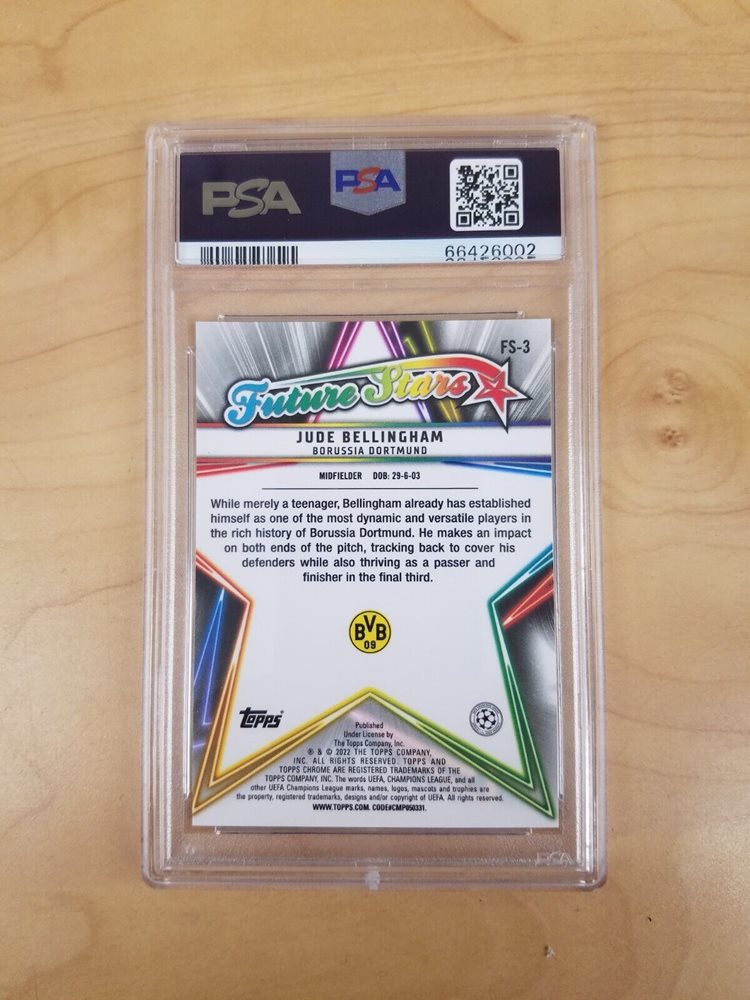 PSA
PSA
66426002
FS-3
Future Stars
JUDE BELLINGHAM
BORUSSIA DORTMUND
MIDFIELDER DOB: 29-6-03
While merely a teenager, Bellingham already has established
himself as one of the most dynamic and versatile players in
the rich history of Borussia Dortmund. He makes an impact
on both ends of the pitch, tracking back to cover his
defenders while also thriving as a passer and
finisher in the final third.
BVB
09
Topps®
Published
Under License by
The Topps Company, Inc.
® & © 2022 THE TOPPS COMPANY,
INC. ALL RIGHTS RESERVED. TOPPS AND
TOPPS CHROME ARE REGISTERED TRADEMARKS OF THE
TOPPS COMPANY, INC. The words UEFA, CHAMPIONS LEAGUE, and all
other UEFA Champions League marks, names, logos, mascots and trophies are
the property, registered trademarks, designs and/or copyright of UEFA. All rights reserved.
WWW.TOPPS.COM. CODE#CMP050331.
PSA